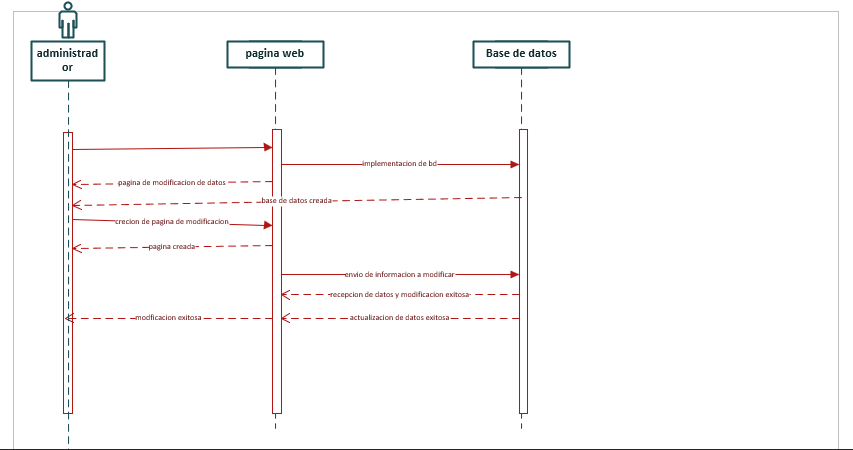 administrad
or
pagina web
Base de datos
implementacion de bd
pagina de modificacion de datos
base de datos creada
crecion de pagina de modificacion
pagina creada
envio de informacion a modificar
recepcion de datos y modificacion exitosa
modficacion exitosa
actualizacion de datos exitosa